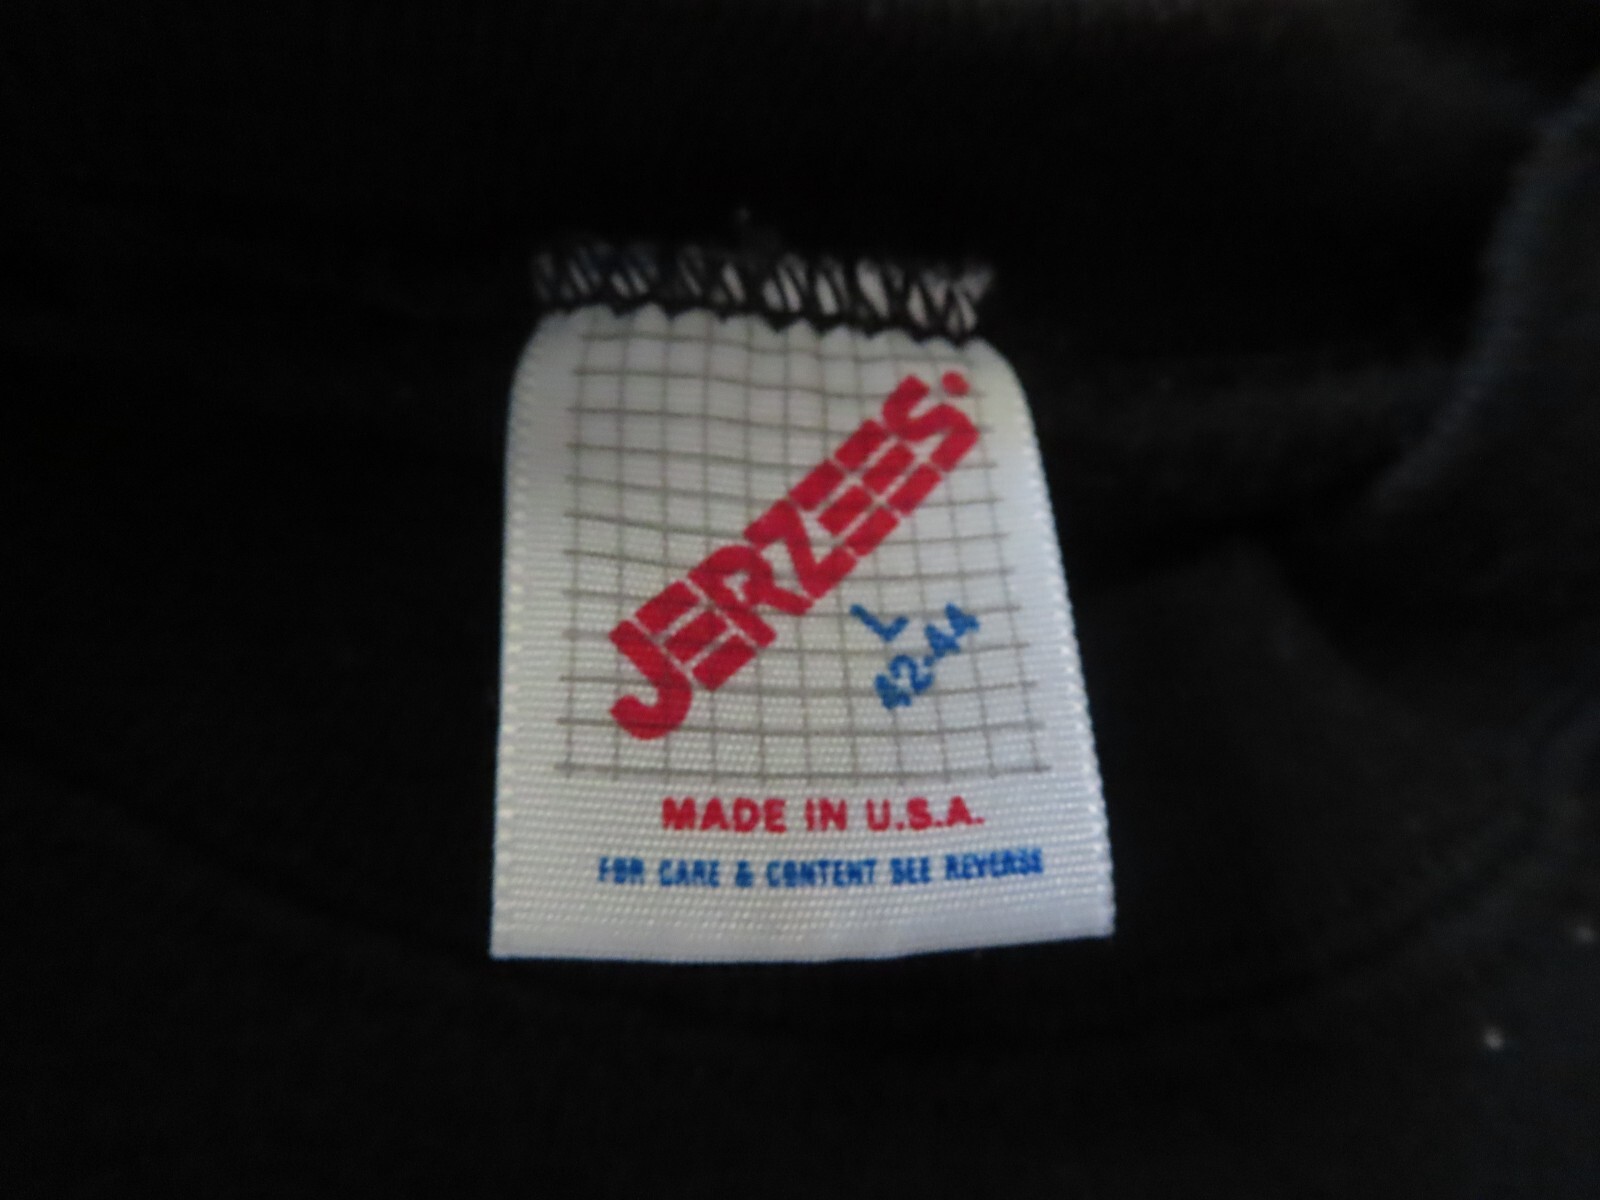 JERZEES.
L
42-44
MADE IN U.S.A.
FOR CARE & CONTENT SEE REVERSE